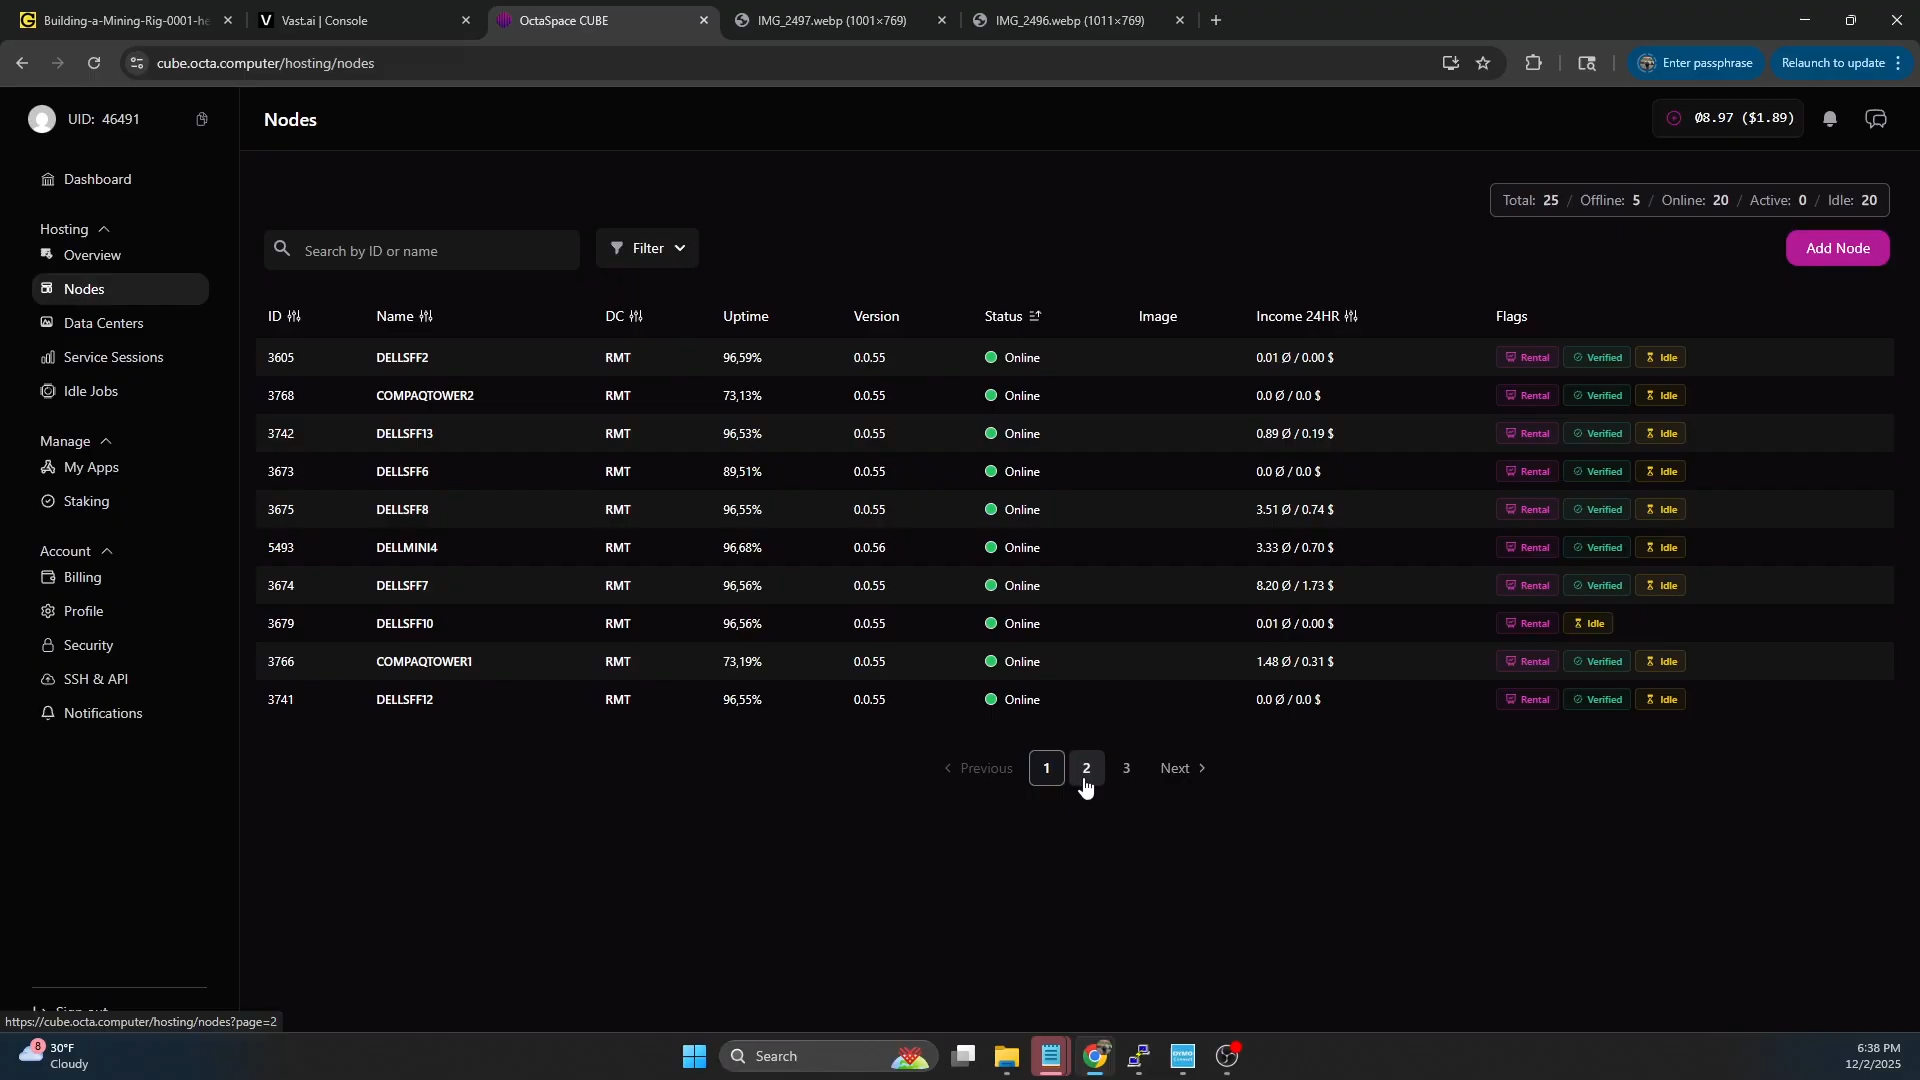 Building-a-Mining-Rig-0001-he
Vast.ai | Console
OctaSpace CUBE
IMG_2497.webp (1001×769)
IMG_2496.webp (1011×769)
cube.octa.computer/hosting/nodes
Enter passphrase
Relaunch to update
UID: 46491
Nodes
Ø8.97 ($1.89)
Dashboard
Hosting
Overview
Nodes
Data Centers
Service Sessions
Idle Jobs
Manage
My Apps
Staking
Account
Billing
Profile
Security
SSH & API
Notifications
Total: 25 / Offline: 5 / Online: 20 / Active: 0 / Idle: 20
Search by ID or name
Filter
Add Node
ID Name DC Uptime Version Status Image Income 24HR Flags
3605 DELLSFF2 RMT 96,59% 0.0.55 Online 0.01 Ø / 0.00 $ Rental Verified Idle
3768 COMPAQTOWER2 RMT 73,13% 0.0.55 Online 0.0 Ø / 0.0 $ Rental Verified Idle
3742 DELLSFF13 RMT 96,53% 0.0.55 Online 0.89 Ø / 0.19 $ Rental Verified Idle
3673 DELLSFF6 RMT 89,51% 0.0.55 Online 0.0 Ø / 0.0 $ Rental Verified Idle
3675 DELLSFF8 RMT 96,55% 0.0.55 Online 3.51 Ø / 0.74 $ Rental Verified Idle
5493 DELLMINI4 RMT 96,68% 0.0.56 Online 3.33 Ø / 0.70 $ Rental Verified Idle
3674 DELLSFF7 RMT 96,56% 0.0.55 Online 8.20 Ø / 1.73 $ Rental Verified Idle
3679 DELLSFF10 RMT 96,56% 0.0.55 Online 0.01 Ø / 0.00 $ Rental Idle
3766 COMPAQTOWER1 RMT 73,19% 0.0.55 Online 1.48 Ø / 0.31 $ Rental Verified Idle
3741 DELLSFF12 RMT 96,55% 0.0.55 Online 0.0 Ø / 0.0 $ Rental Verified Idle
Previous 1 2 3 Next
Sign out
https://cube.octa.computer/hosting/nodes?page=2
8
30°F
Cloudy
Search
DYMO
6:38 PM
12/2/2025